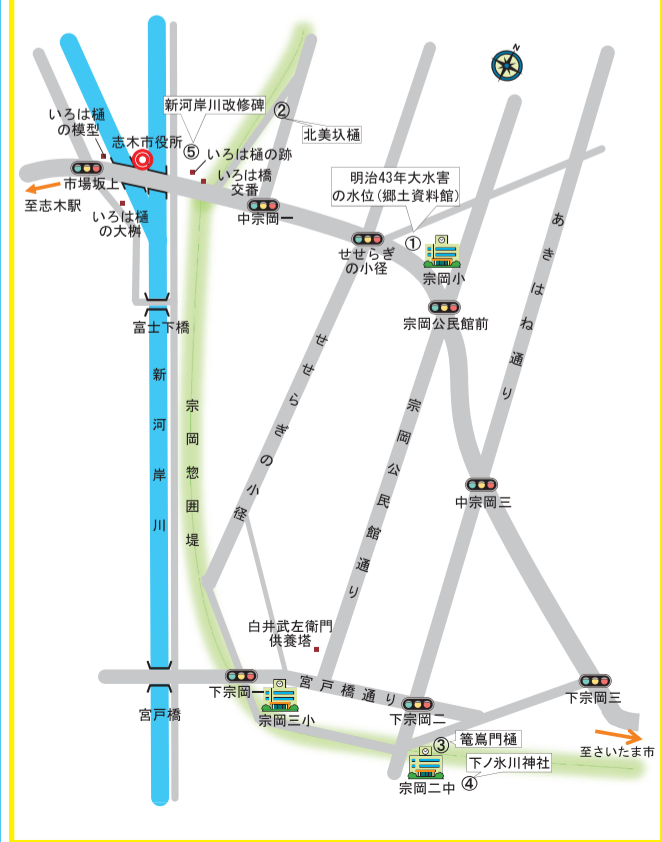 N
新河岸川改修碑
②
いろは樋
の模型
志木市役所
⑤
北美圦樋
いろは樋の跡
いろは橋
交番
明治43年大水害
の水位(郷土資料館)
市場坂上
至志木駅
いろは樋
の大桝
中宗岡一
①
せせらぎ
の小径
宗岡小
あきはね通り
富士下橋
宗岡公民館前
せせらぎの小径
新河岸川
宗岡惣囲堤
宗岡公民館通り
中宗岡三
白井武左衛門
供養塔
下宗岡一
宮戸橋通り
下宗岡三
宮戸橋
宗岡三小
下宗岡二
③
篭嶌門樋
至さいたま市
下ノ氷川神社
宗岡二中
④